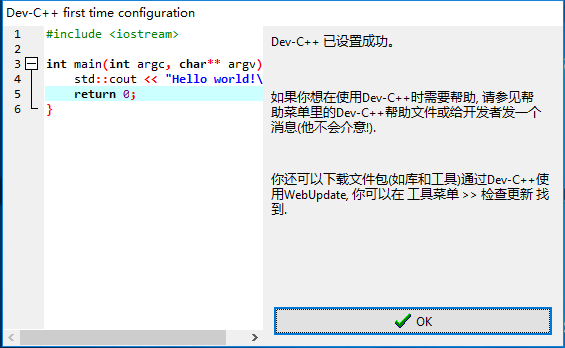 Dev-C++ first time configuration
1 #include <iostream>
2
3 int main(int argc, char** argv)
4 std::cout << "Hello world!\
5 return 0;
6 }
Dev-C++ 已设置成功。
如果你想在使用Dev-C++时需要帮助, 请参见帮
助菜单里的Dev-C++帮助文件或给开发者发一个
消息(他不会介意!).
你还可以下载文件包(如库和工具)通过Dev-C++使
用WebUpdate, 你可以在 工具菜单 >> 检查更新 找
到.
OK